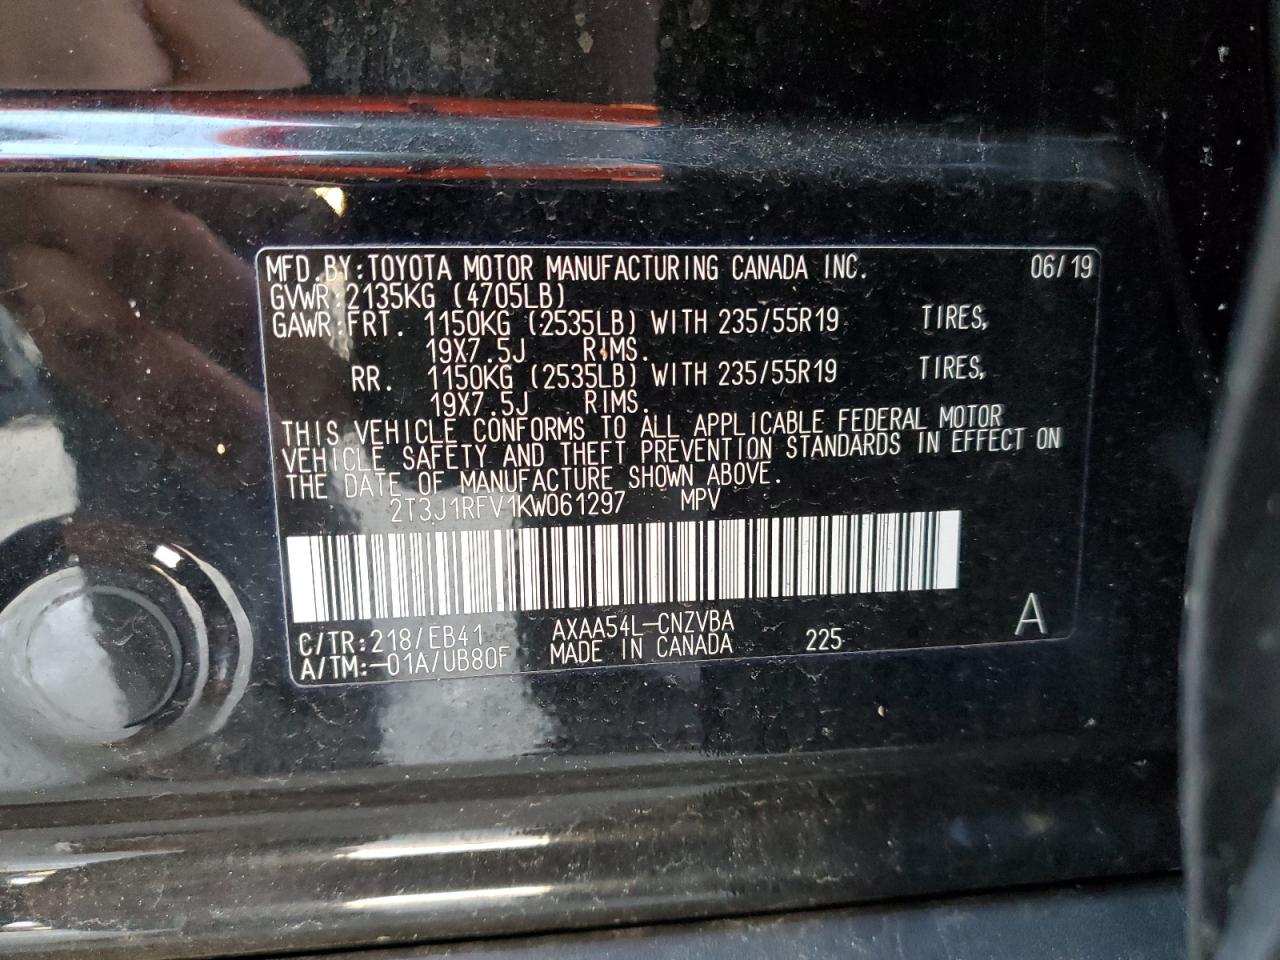 MFD.BY:TOYOTA MOTOR MANUFACTURING CANADA INC. 06/19
GVWR:2135KG (4705LB)
GAWR:FRT. 1150KG (2535LB) WITH 235/55R19 TIRES,
19X7.5J RIMS.
RR. 1150KG (2535LB) WITH 235/55R19 TIRES,
19X7.5J RIMS.
THIS VEHICLE CONFORMS TO ALL APPLICABLE FEDERAL MOTOR
VEHICLE SAFETY AND THEFT PREVENTION STANDARDS IN EFFECT ON
THE DATE OF MANUFACTURE SHOWN ABOVE.
2T3J1RFV1KW061297 MPV
C/TR:218/EB41 AXAA54L-CNZVBA A
A/TM:-01A/UB80F MADE IN CANADA 225